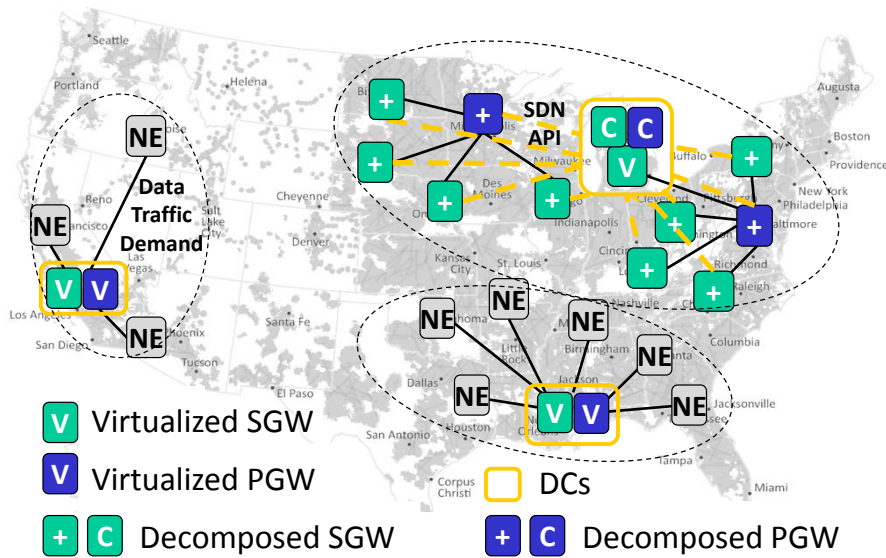 Seattle
Portland
Helena
Augusta
Boston
Providence
Buffalo
SDN
API
+
+
C
C
V
+
+
+
+
NE
Milwaukee
Des
Moines
Reno
Data
Traffic
Demand
Cheyenne
Salt
Lake
City
Denver
Indianapolis
Cleveland
Pittsburgh
New York
Philadelphia
+
+
+
+
NE
Las
Vegas
Kansas
City
St. Louis
Richmond
Raleigh
Nashville
V
V
Los Angeles
NE
San Diego
Phoenix
Tucson
Santa Fe
El Paso
NE
NE
NE
NE
NE
NE
Little
Rock
Birmingham
Columbia
Dallas
Jackson
Jacksonville
V
V
Orleans
Houston
San Antonio
Corpus
Christi
Tampa
Miami
V Virtualized SGW
V Virtualized PGW
DCs
+ C Decomposed SGW
+ C Decomposed PGW